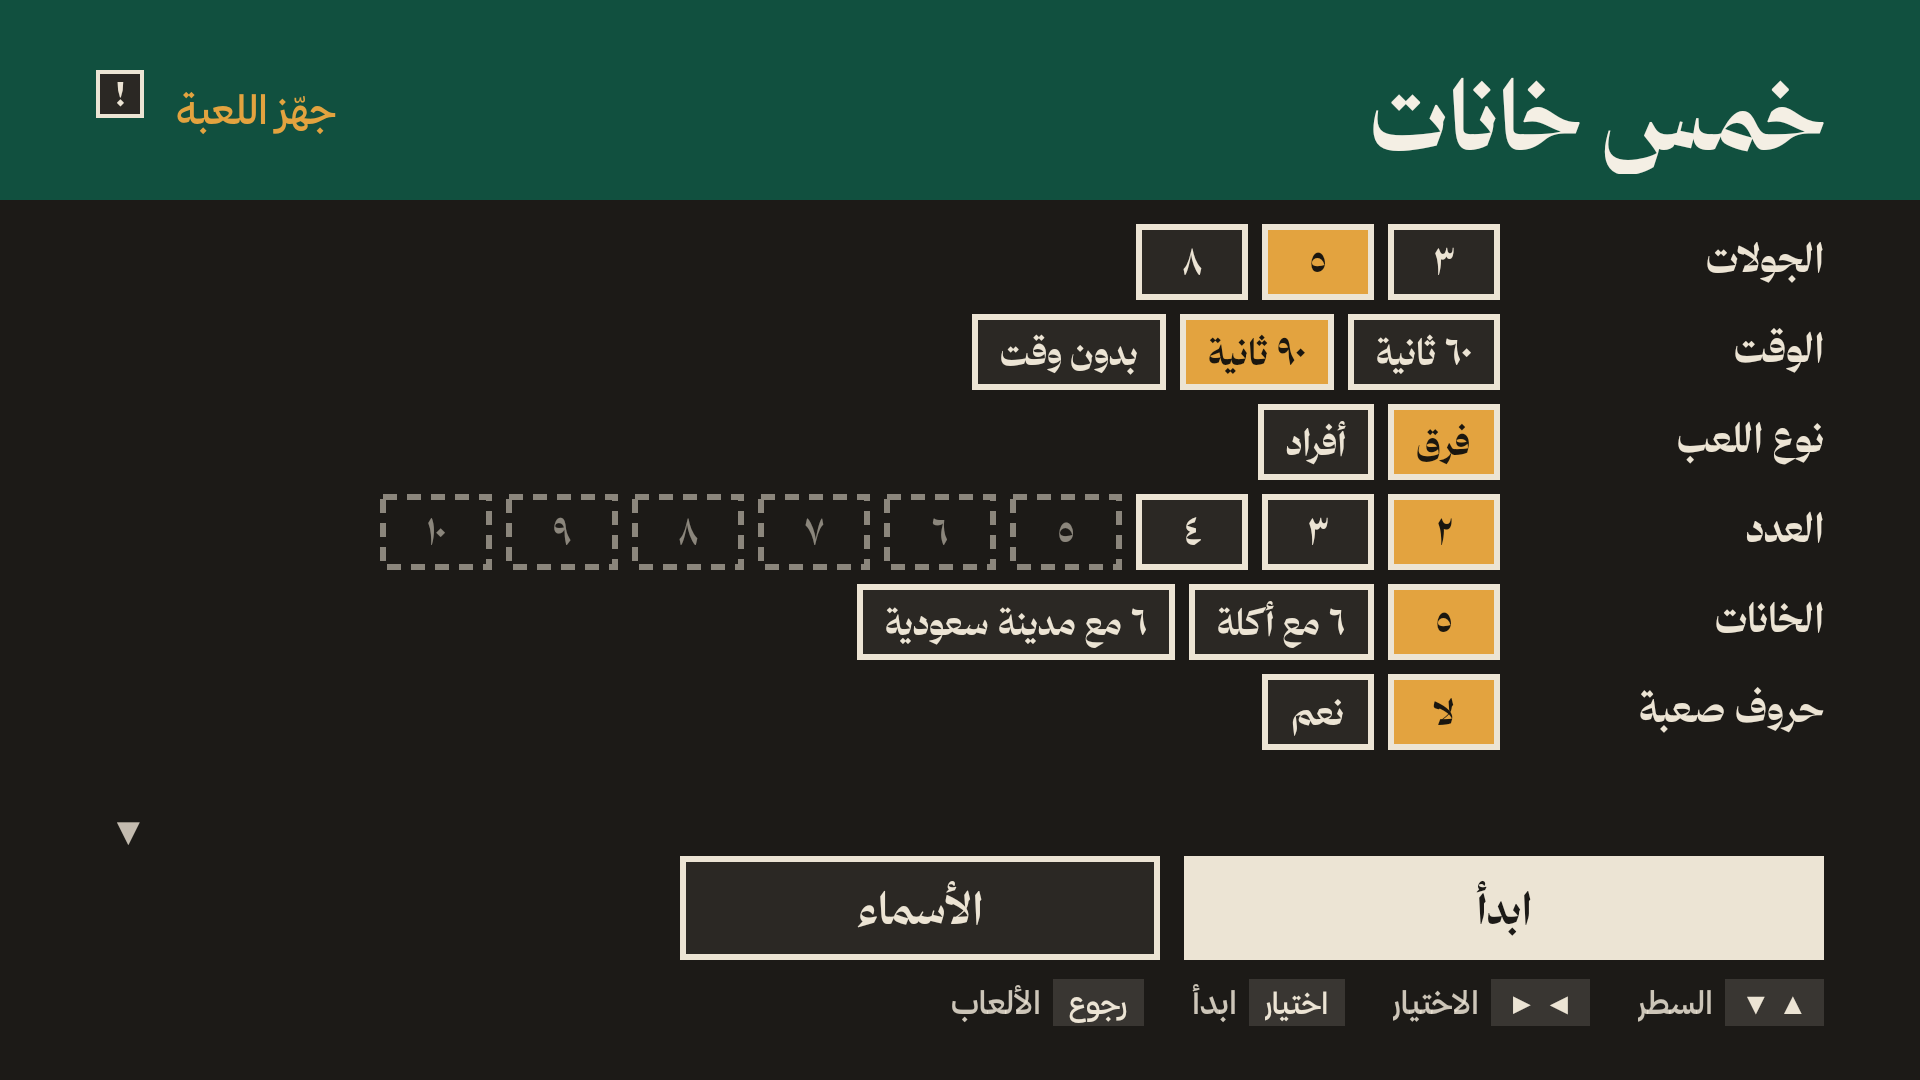 خمس خانات
جهّز اللعبة !
الجولات ٣ ٥ ٨
الوقت ٦٠ ثانية ٩٠ ثانية بدون وقت
نوع اللعب فرق أفراد
العدد ٢ ٣ ٤ ٥ ٦ ٧ ٨ ٩ ١٠
الخانات ٥ ٦ مع أكلة ٦ مع مدينة سعودية
حروف صعبة لا نعم
▼
ابدأ الأسماء
▲ ▼ السطر ◀ ▶ الاختيار اختيار ابدأ رجوع الألعاب